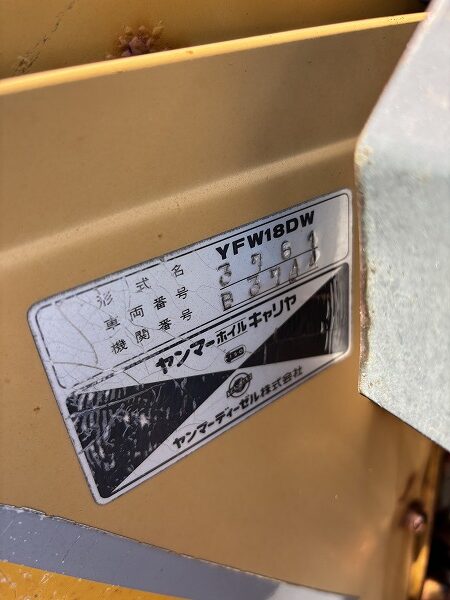 形式名 YFW18DW
車両番号 3761
機関番号
ヤンマーホイルキャリヤ
ヤンマーディーゼル株式会社